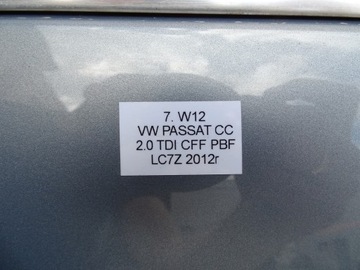 7. W12
VW PASSAT CC
2.0 TDI CFF PBF
LC7Z 2012r